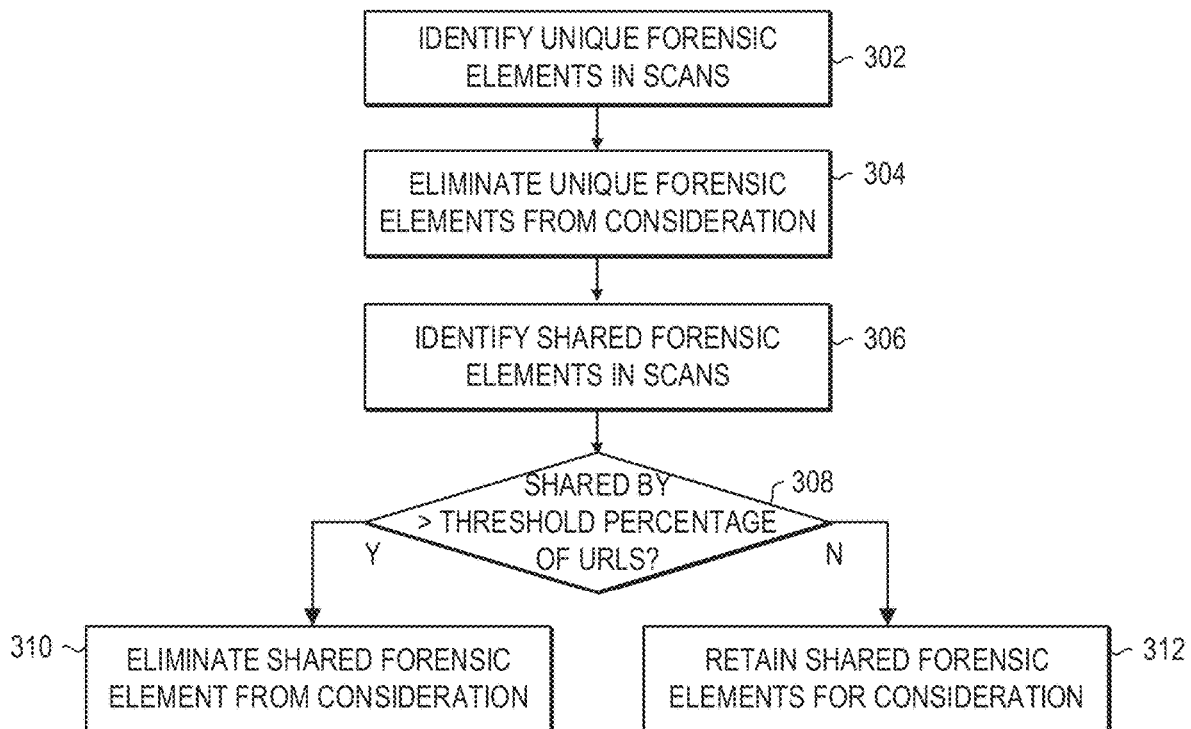 IDENTIFY UNIQUE FORENSIC
ELEMENTS IN SCANS
302
ELIMINATE UNIQUE FORENSIC
ELEMENTS FROM CONSIDERATION
304
IDENTIFY SHARED FORENSIC
ELEMENTS IN SCANS
306
SHARED BY
> THRESHOLD PERCENTAGE
OF URLS?
308
Y
N
310
ELIMINATE SHARED FORENSIC
ELEMENT FROM CONSIDERATION
RETAIN SHARED FORENSIC
ELEMENTS FOR CONSIDERATION
312